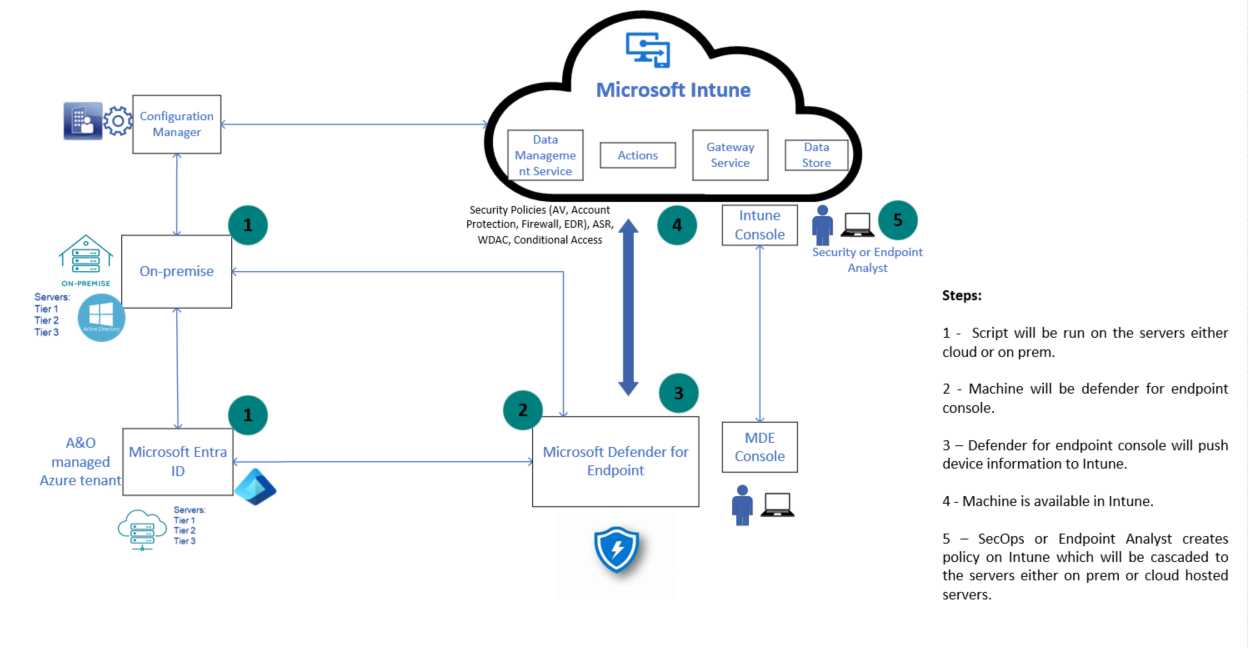 Microsoft Intune
Configuration
Manager
Data
Manageme
nt Service
Actions
Gateway
Service
Data
Store
Security Policies (AV, Account
Protection, Firewall, EDR), ASR,
WDAC, Conditional Access
4
Intune
Console
5
Security or Endpoint
Analyst
1
On-premise
ON-PREMISE
Servers:
Tier 1
Tier 2
Tier 3
Active Directory
1
A&O
managed
Azure tenant
Microsoft Entra
ID
Servers:
Tier 1
Tier 2
Tier 3
2
3
Microsoft Defender for
Endpoint
MDE
Console
Steps:
1 - Script will be run on the servers either
cloud or on prem.
2 - Machine will be defender for endpoint
console.
3 – Defender for endpoint console will push
device information to Intune.
4 - Machine is available in Intune.
5 – SecOps or Endpoint Analyst creates
policy on Intune which will be cascaded to
the servers either on prem or cloud hosted
servers.